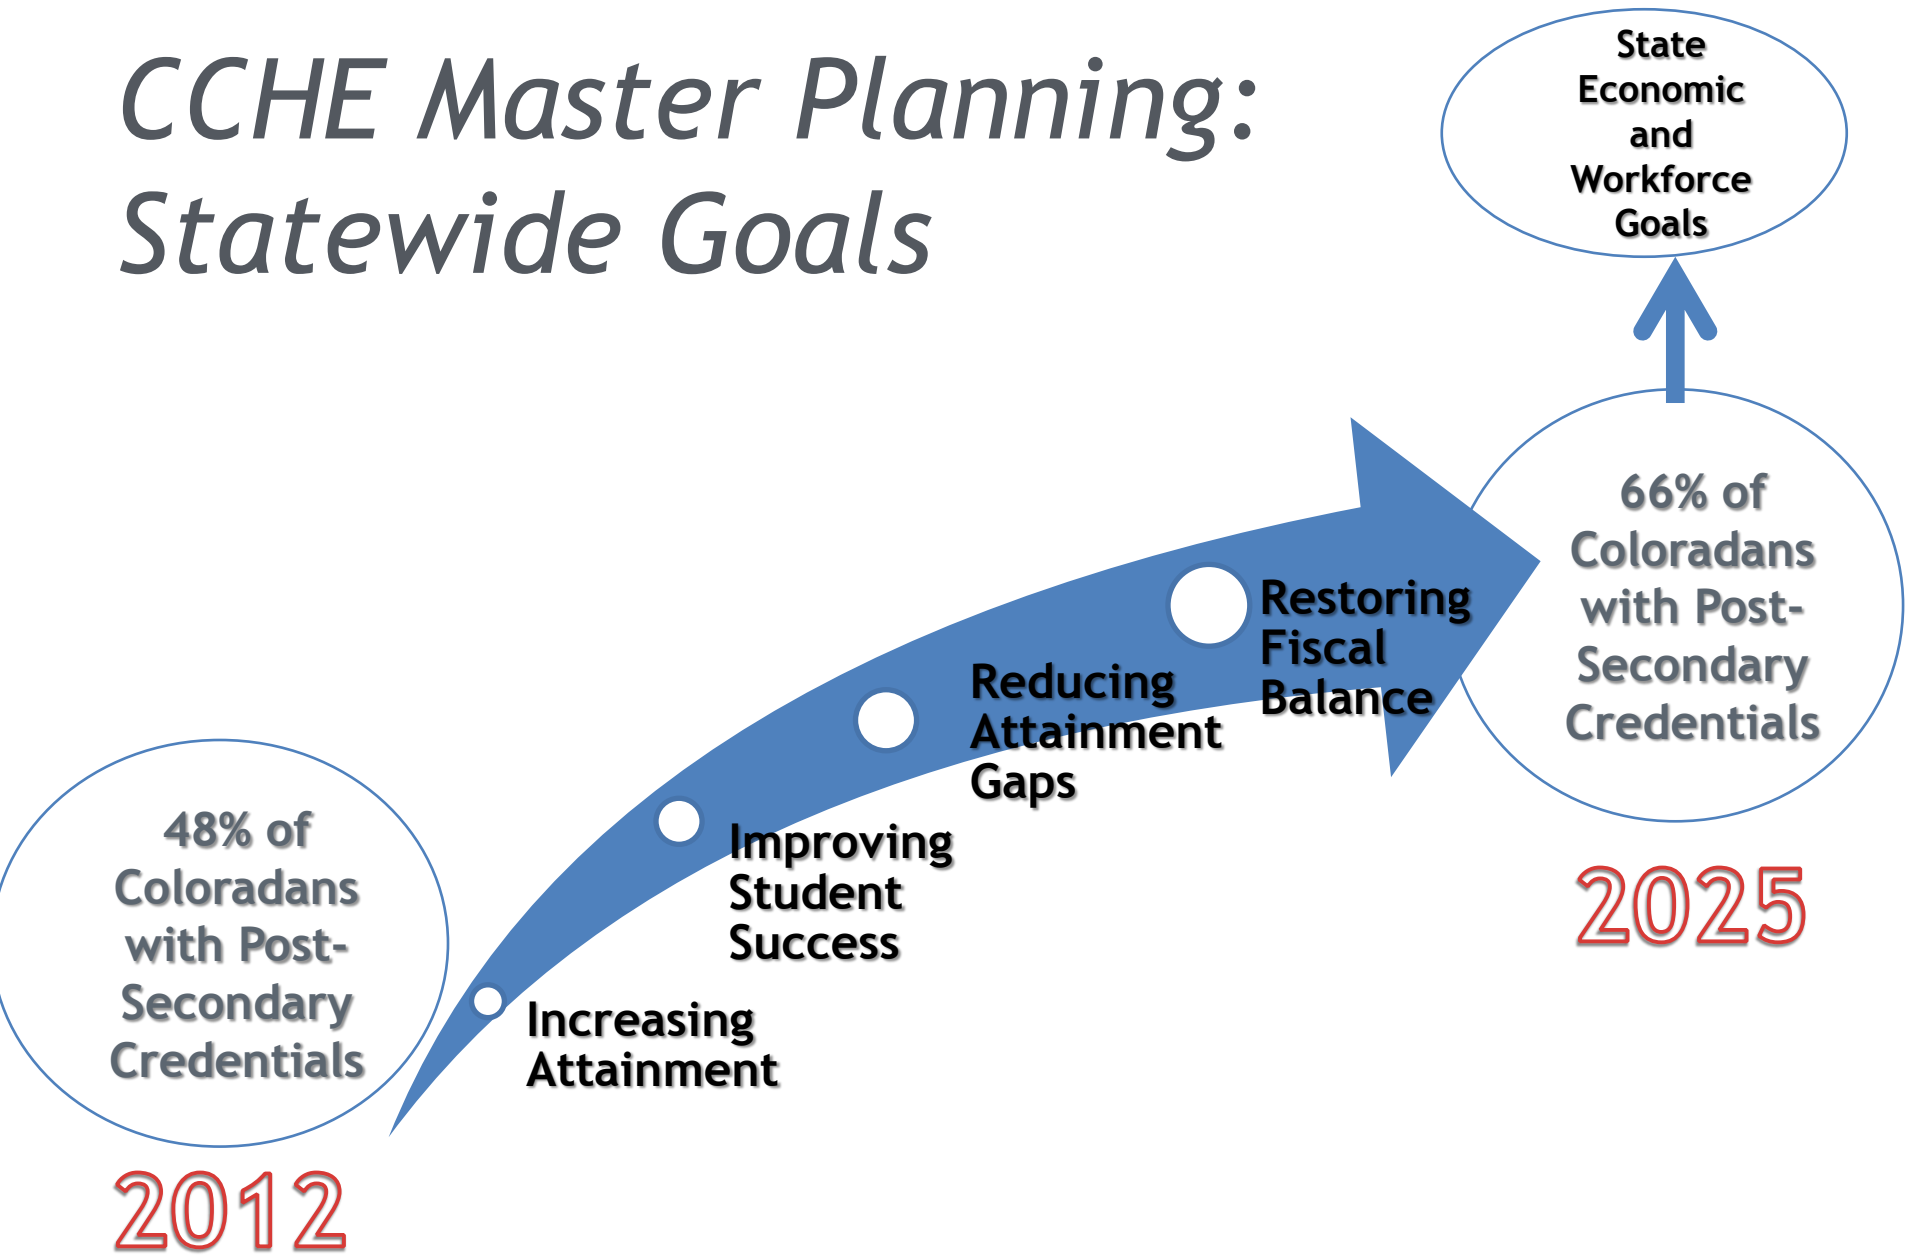 CCHE Master Planning:
Statewide Goals
State
Economic
and
Workforce
Goals
66% of
Coloradans
with Post-
Secondary
Credentials
2025
Restoring
Fiscal
Balance
Reducing
Attainment
Gaps
Improving
Student
Success
Increasing
Attainment
48% of
Coloradans
with Post-
Secondary
Credentials
2012